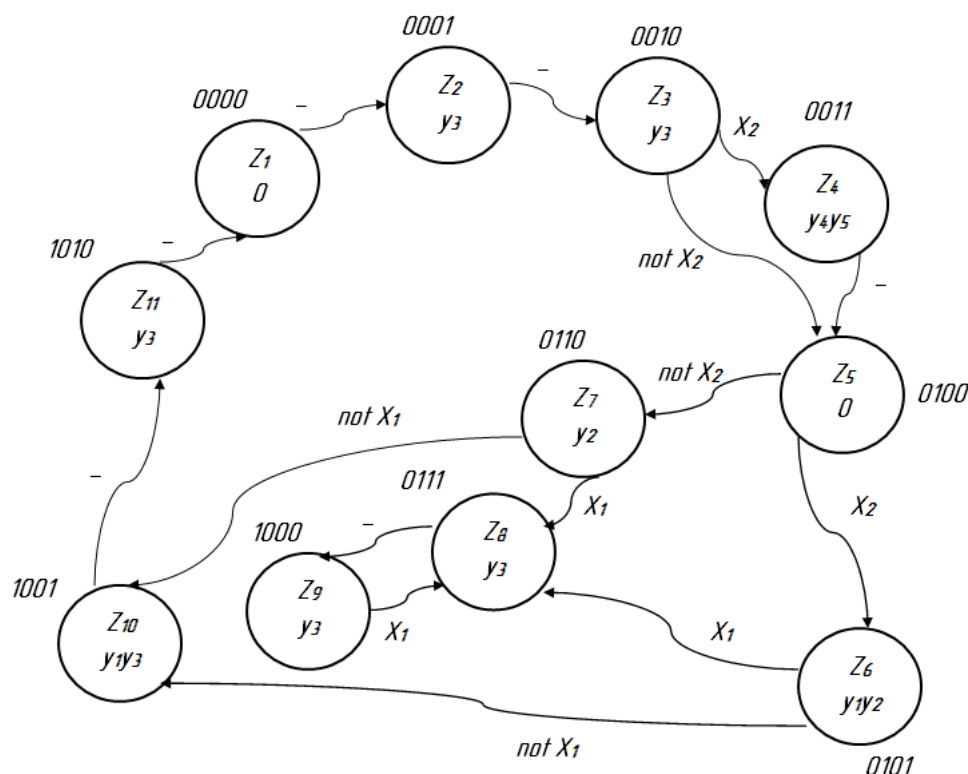 0001
0010
–
Z2
y3
–
Z3
y3
0000
X2
0011
Z1
0
Z4
y4y5
1010
–
not X2
–
Z11
y3
0110
Z5
0
0100
not X2
Z7
y2
not X1
0111
X1
X2
–
1000
–
Z8
y3
1001
Z9
y3
X1
X1
Z10
y1y3
Z6
y1y2
not X1
0101